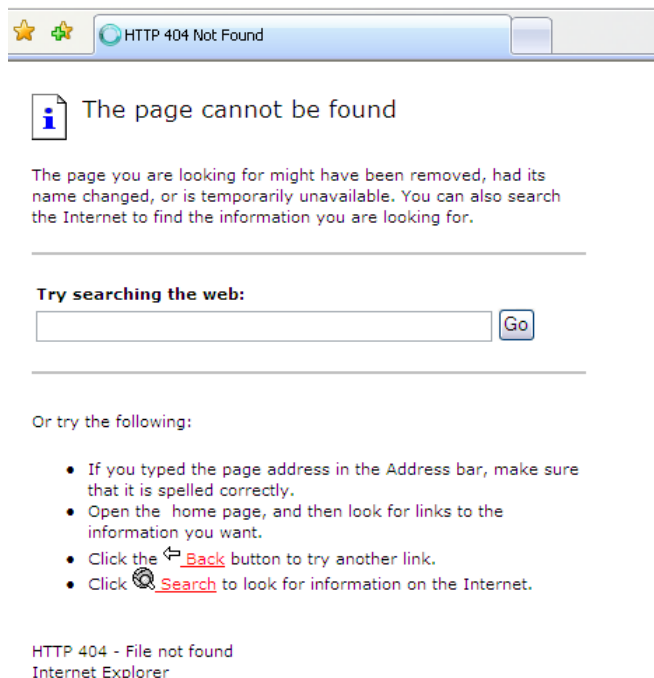 HTTP 404 Not Found
The page cannot be found
The page you are looking for might have been removed, had its
name changed, or is temporarily unavailable. You can also search
the Internet to find the information you are looking for.
Try searching the web:
Go
Or try the following:
If you typed the page address in the Address bar, make sure
that it is spelled correctly.
Open the home page, and then look for links to the
information you want.
Click the Back button to try another link.
Click Search to look for information on the Internet.
HTTP 404 - File not found
Internet Explorer